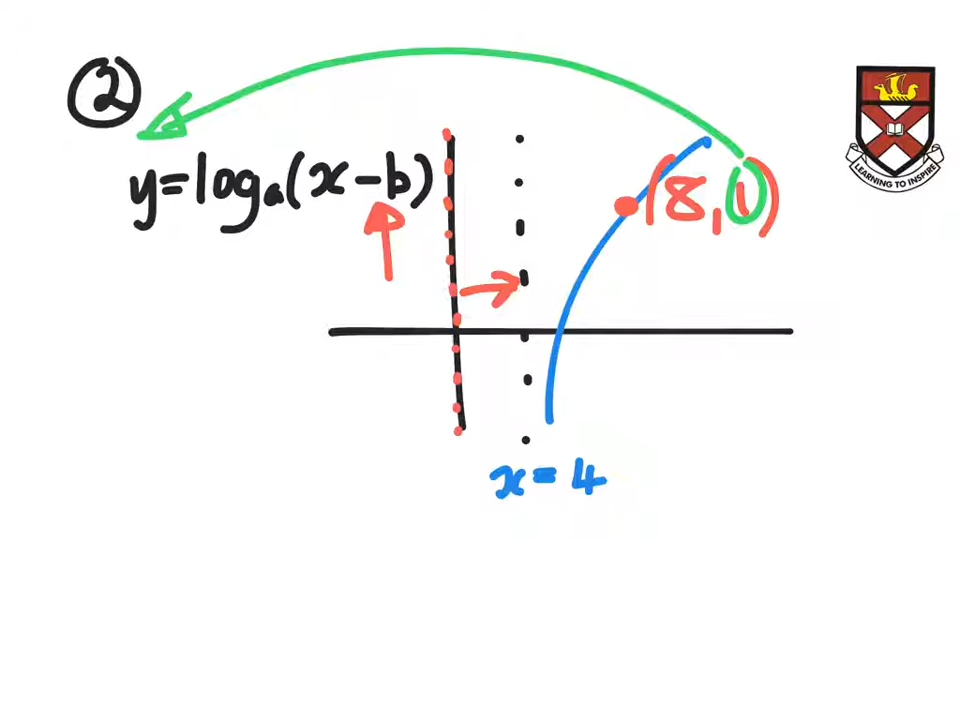 ②
y=logₐ(x-b)
(8,1)
x=4
LEARNING TO INSPIRE